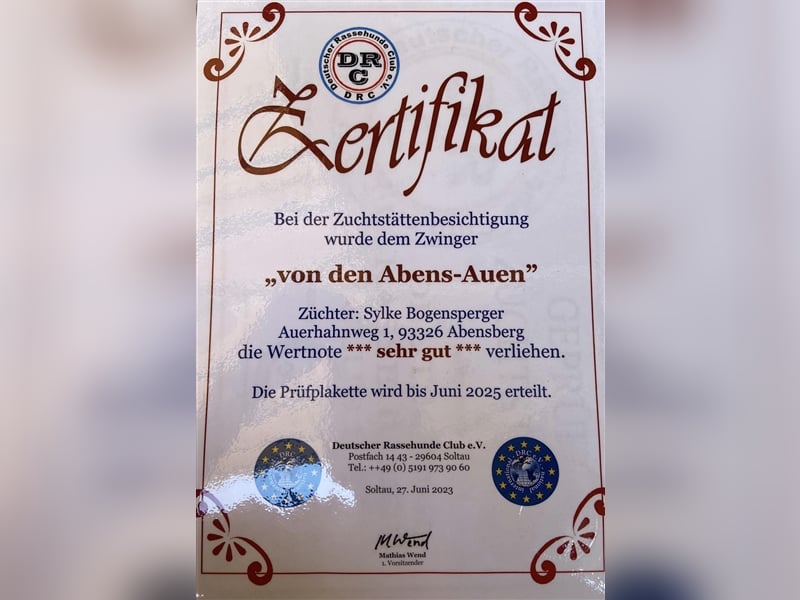 Deutscher Rassehunde Club e.V.
DR
C
DRC
Zertifikat
Bei der Zuchtstättenbesichtigung
wurde dem Zwinger
„von den Abens-Auen”
Züchter: Sylke Bogensperger
Auerhahnweg 1, 93326 Abensberg
die Wertnote *** sehr gut *** verliehen.
Die Prüfplakette wird bis Juni 2025 erteilt.
Deutscher Rassehunde Club e.V.
Postfach 14 43 - 29604 Soltau
Tel.: ++49 (0) 5191 973 90 60
Soltau, 27. Juni 2023
MWend
Mathias Wend
1. Vorsitzender
DRC e.V.